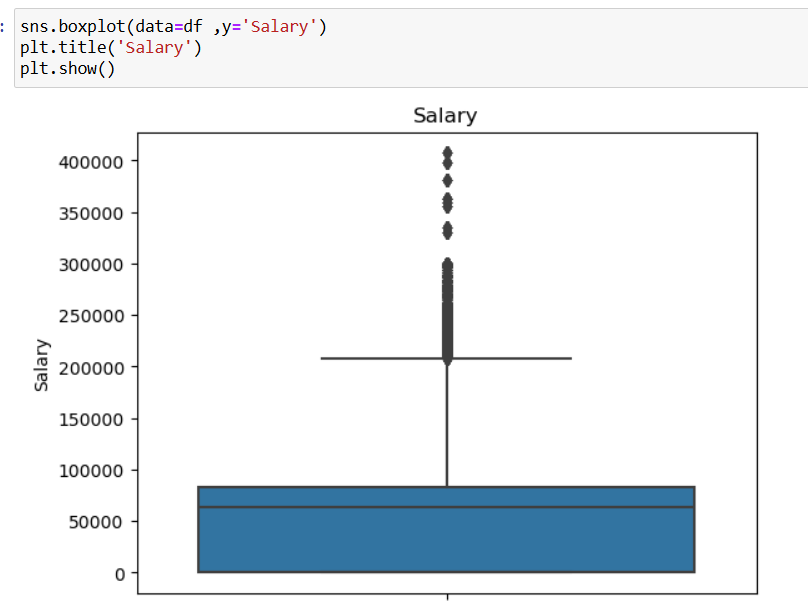 :
sns.boxplot(data=df ,y='Salary')
plt.title('Salary')
plt.show()
Salary
400000
350000
300000
250000
200000
150000
100000
50000
0
Salary